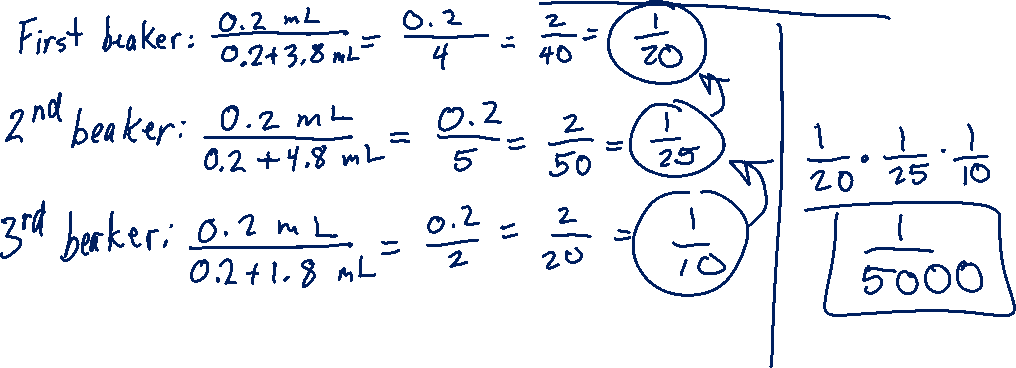 First beaker: 0.2 mL / 0.2+3.8 mL = 0.2 / 4 = 2 / 40 = 1 / 20
2nd beaker: 0.2 mL / 0.2+4.8 mL = 0.2 / 5 = 2 / 50 = 1 / 25
3rd beaker: 0.2 mL / 0.2+1.8 mL = 0.2 / 2 = 2 / 20 = 1 / 10
1 / 20 · 1 / 25 · 1 / 10
1 / 5000